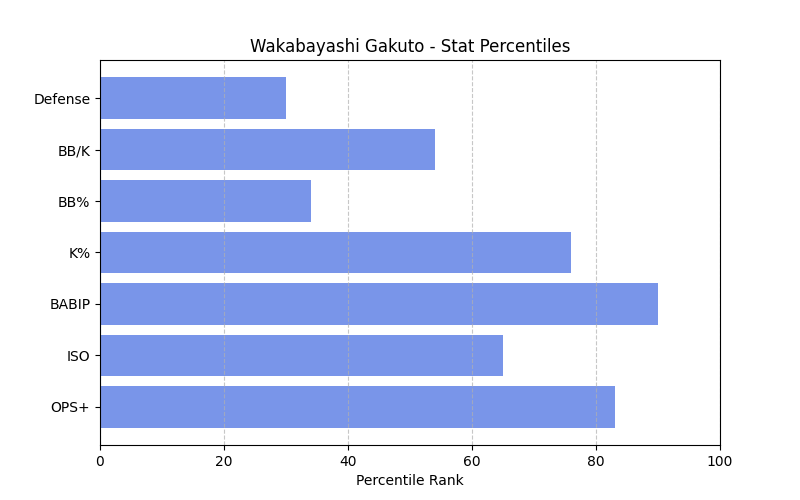 Wakabayashi Gakuto - Stat Percentiles
Defense
BB/K
BB%
K%
BABIP
ISO
OPS+
0 20 40 60 80 100
Percentile Rank